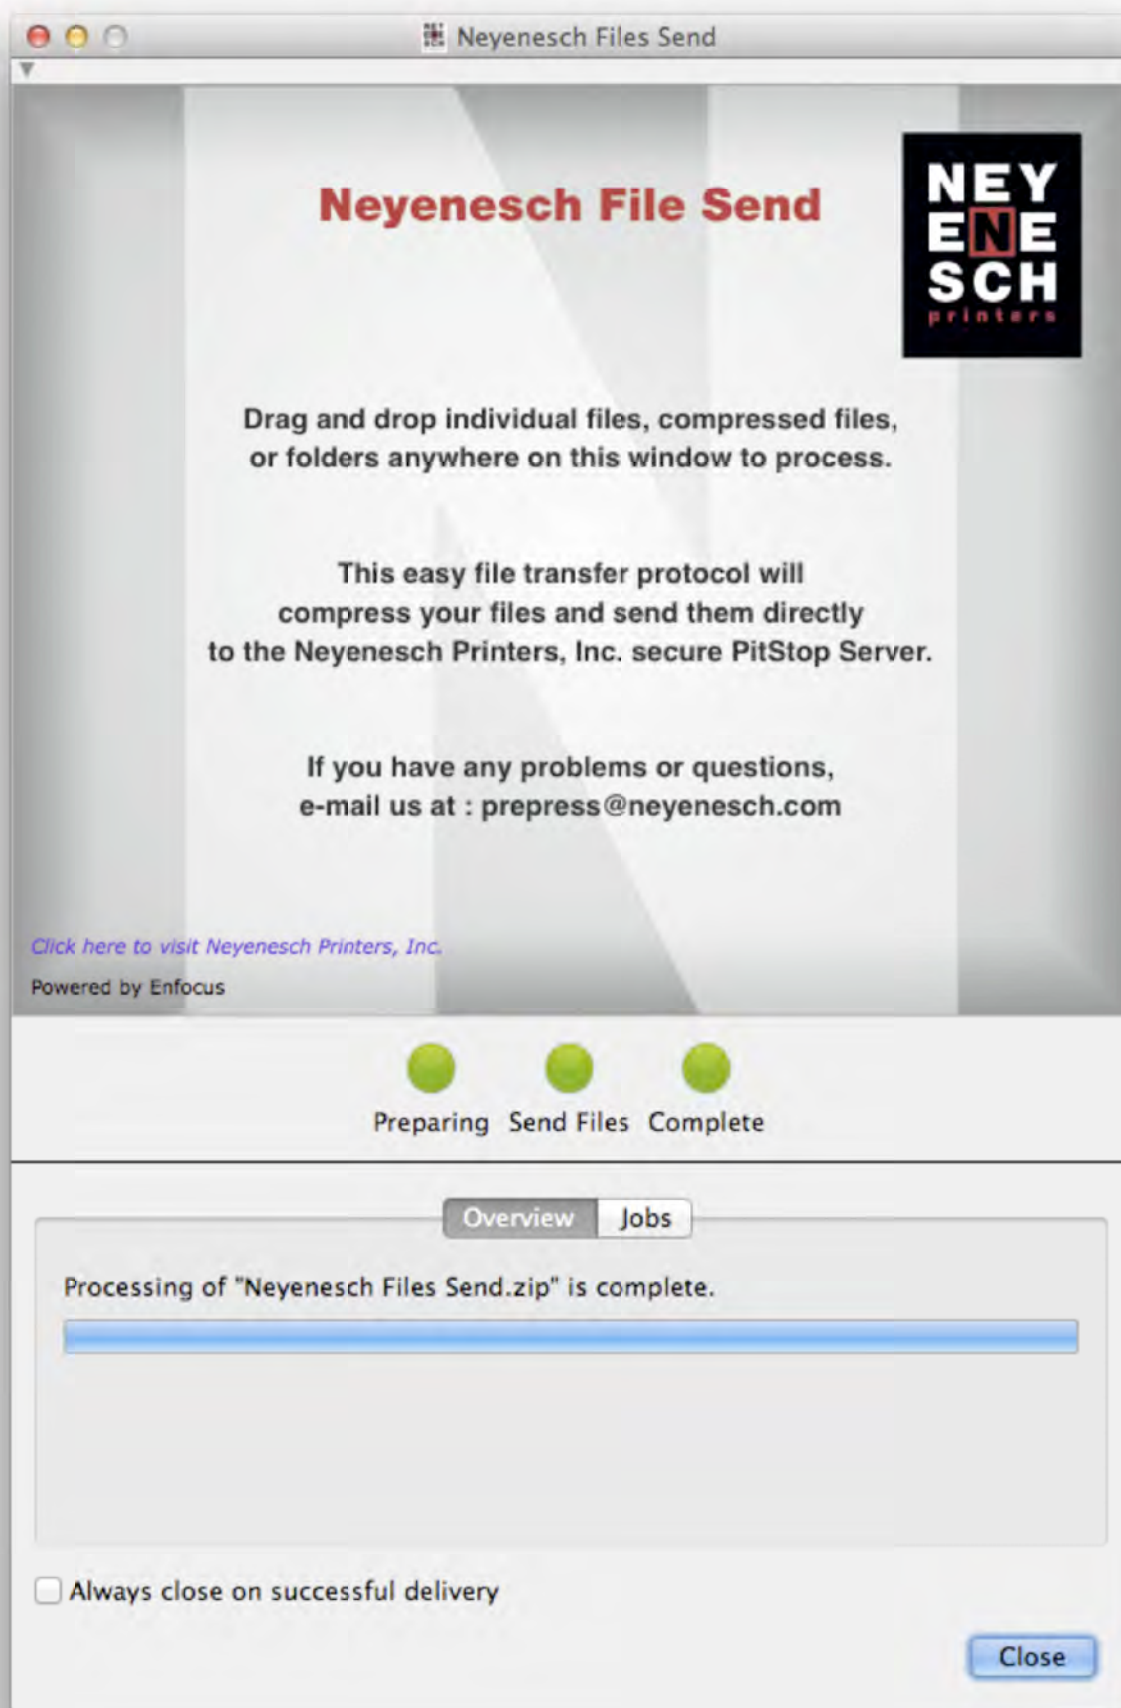 Neyenesch Files Send
Neyenesch File Send
NEY
ENE
SCH
printers
Drag and drop individual files, compressed files,
or folders anywhere on this window to process.
This easy file transfer protocol will
compress your files and send them directly
to the Neyenesch Printers, Inc. secure PitStop Server.
If you have any problems or questions,
e-mail us at : prepress@neyenesch.com
Click here to visit Neyenesch Printers, Inc.
Powered by Enfocus
Preparing Send Files Complete
Overview Jobs
Processing of "Neyenesch Files Send.zip" is complete.
Always close on successful delivery
Close